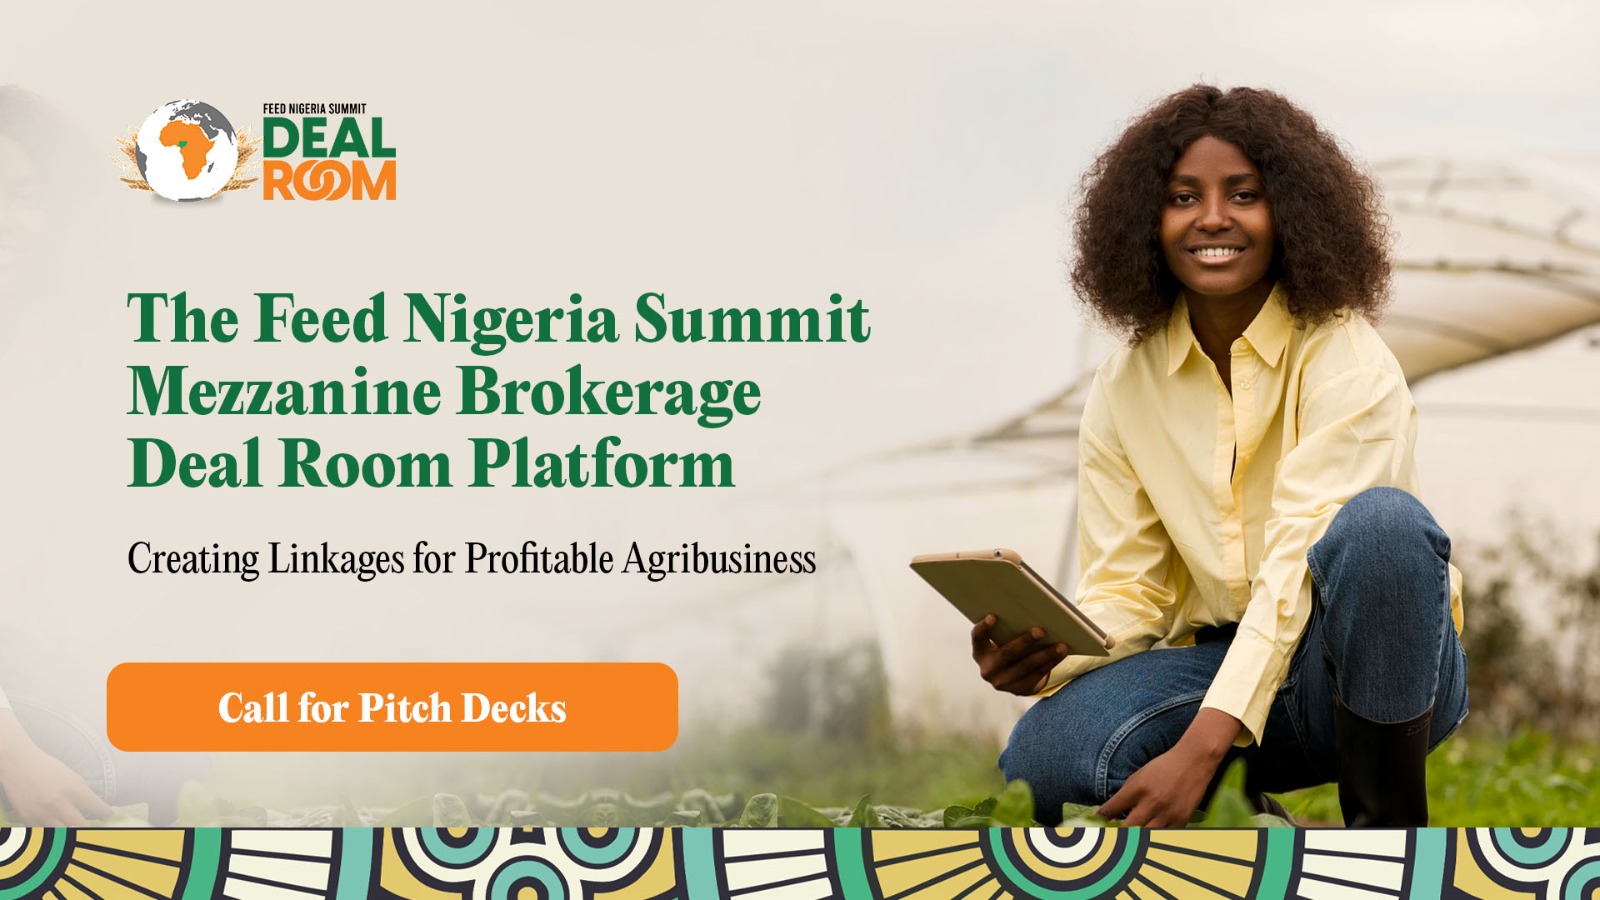 FEED NIGERIA SUMMIT
DEAL
ROOM
The Feed Nigeria Summit
Mezzanine Brokerage
Deal Room Platform
Creating Linkages for Profitable Agribusiness
Call for Pitch Decks